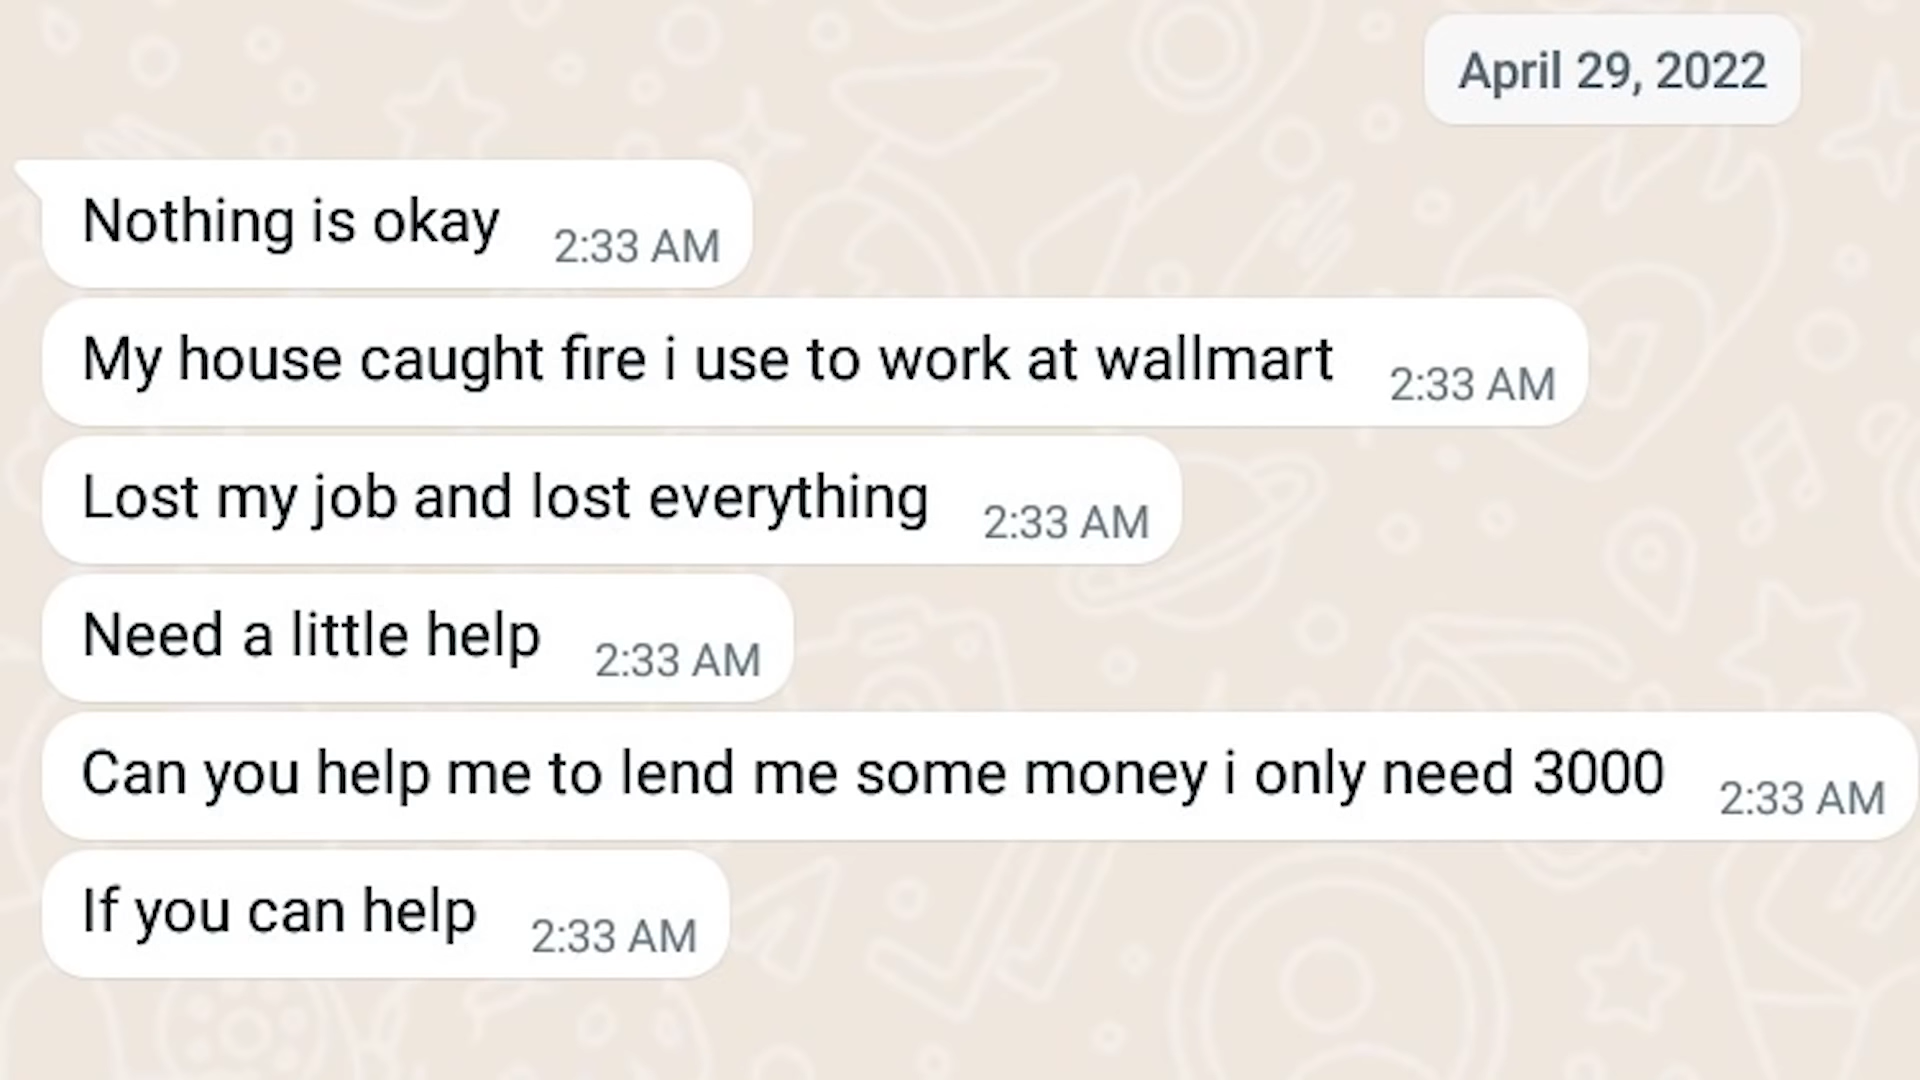 April 29, 2022
Nothing is okay 2:33 AM
My house caught fire i use to work at wallmart 2:33 AM
Lost my job and lost everything 2:33 AM
Need a little help 2:33 AM
Can you help me to lend me some money i only need 3000 2:33 AM
If you can help 2:33 AM